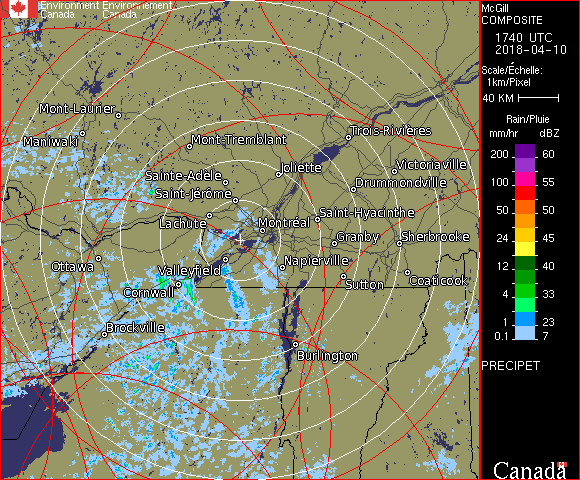 Environment Environnement
Canada Canada
McGill
COMPOSITE
1740 UTC
2018-04-10
Scale/Échelle:
1km/Pixel
40 KM
Rain/Pluie
mm/hr dBZ
200 60
100 55
75 53
50 50
24 45
12 40
4 33
1 23
0.1 7
PRECIPET
Canada
Mont-Laurier
Maniwaki
Mont-Tremblant
Trois-Rivières
Joliette
Victoriaville
Sainte-Adèle
Drummondville
Saint-Jérôme
Saint-Hyacinthe
Lachute
Montréal
Granby
Sherbrooke
Ottawa
Valleyfield
Napierville
Cornwall
Sutton
Coaticook
Brockville
Burlington